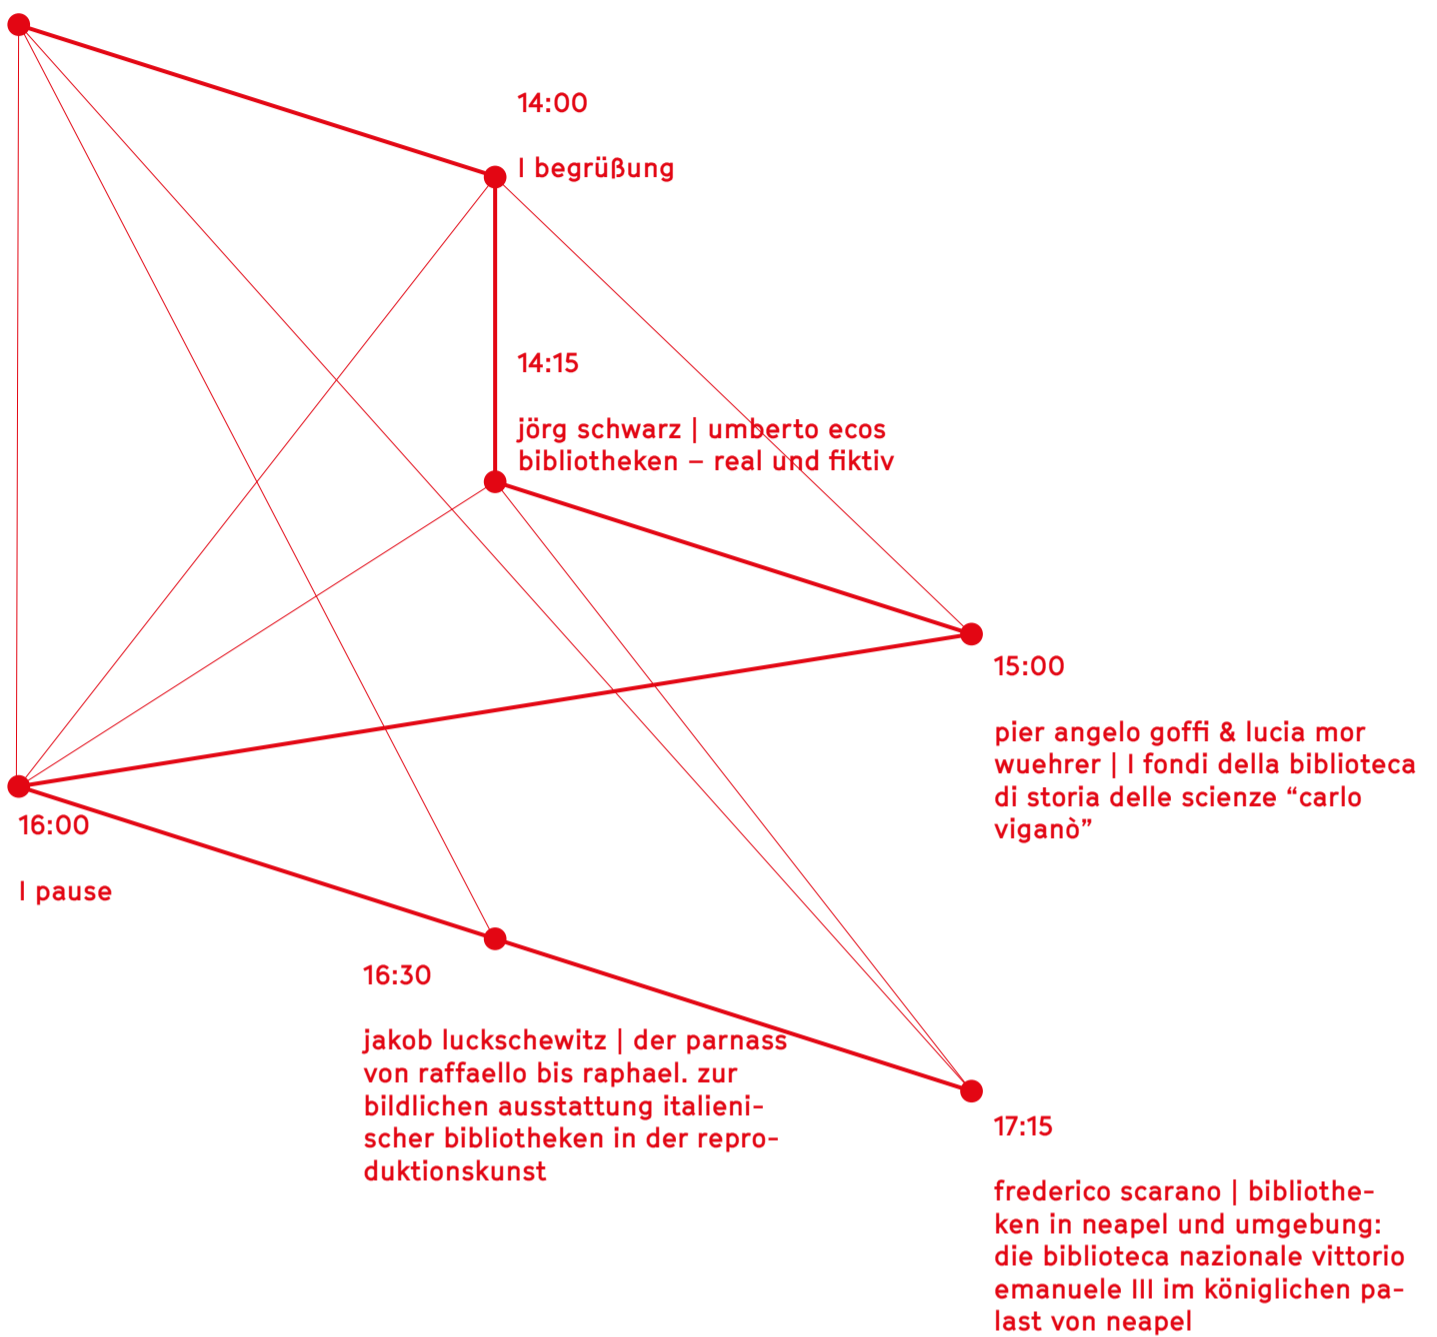 14:00
| begrüßung
14:15
jörg schwarz | umberto ecos
bibliotheken – real und fiktiv
15:00
pier angelo goffi & lucia mor
wuehrer | I fondi della biblioteca
di storia delle scienze “carlo
viganò”
16:00
| pause
16:30
jakob luckschewitz | der parnass
von raffaello bis raphael. zur
bildlichen ausstattung italieni-
scher bibliotheken in der repro-
duktionskunst
17:15
frederico scarano | bibliothe-
ken in neapel und umgebung:
die biblioteca nazionale vittorio
emanuele III im königlichen pa-
last von neapel